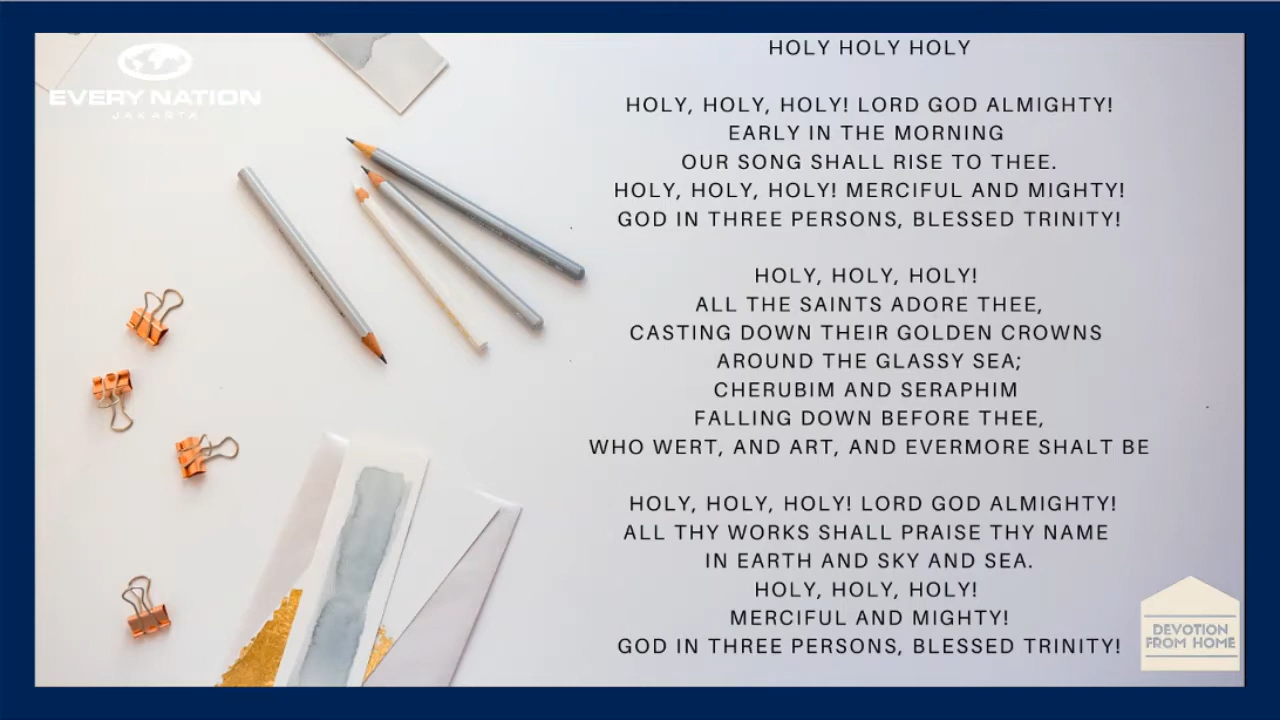 EVERY NATION
JAKARTA
HOLY HOLY HOLY
HOLY, HOLY, HOLY! LORD GOD ALMIGHTY!
EARLY IN THE MORNING
OUR SONG SHALL RISE TO THEE.
HOLY, HOLY, HOLY! MERCIFUL AND MIGHTY!
GOD IN THREE PERSONS, BLESSED TRINITY!
HOLY, HOLY, HOLY!
ALL THE SAINTS ADORE THEE,
CASTING DOWN THEIR GOLDEN CROWNS
AROUND THE GLASSY SEA;
CHERUBIM AND SERAPHIM
FALLING DOWN BEFORE THEE,
WHO WERT, AND ART, AND EVERMORE SHALT BE
HOLY, HOLY, HOLY! LORD GOD ALMIGHTY!
ALL THY WORKS SHALL PRAISE THY NAME
IN EARTH AND SKY AND SEA.
HOLY, HOLY, HOLY!
MERCIFUL AND MIGHTY!
GOD IN THREE PERSONS, BLESSED TRINITY!
DEVOTION
FROM HOME